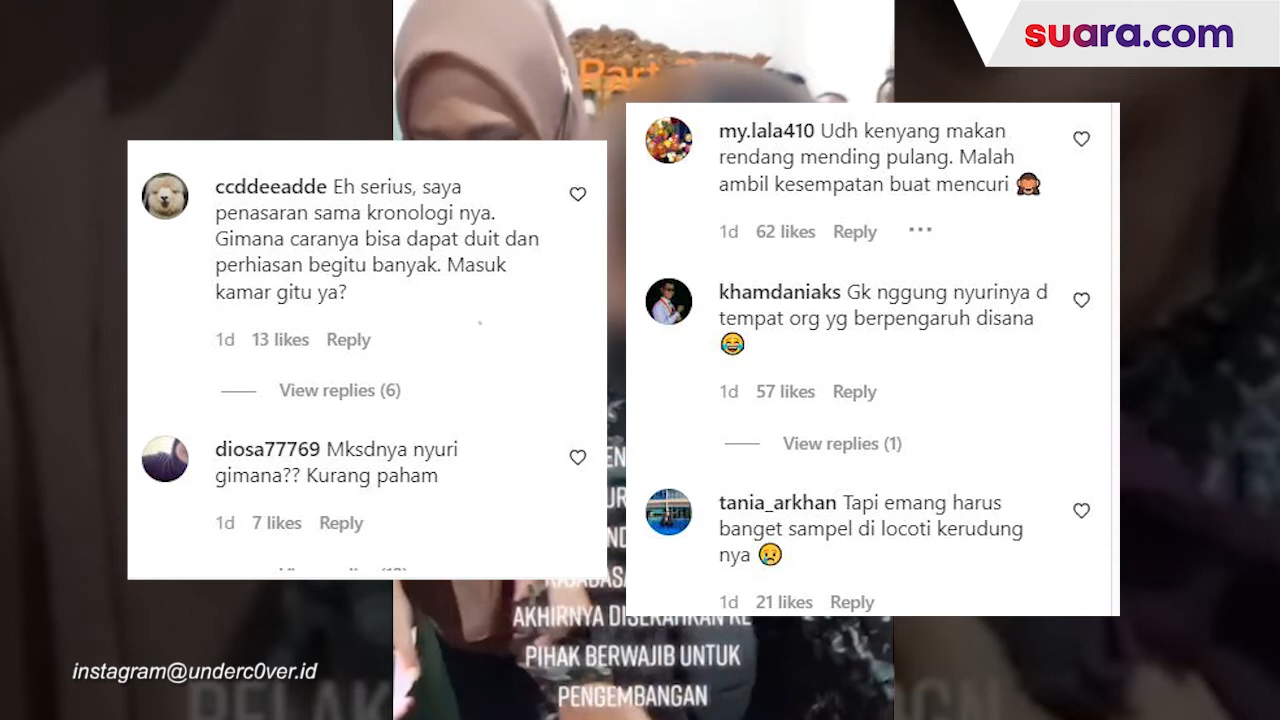 suara.com
ccddeeadde Eh serius, saya
penasaran sama kronologi nya.
Gimana caranya bisa dapat duit dan
perhiasan begitu banyak. Masuk
kamar gitu ya?
1d 13 likes Reply
View replies (6)
diosa77769 Mksdnya nyuri
gimana?? Kurang paham
1d 7 likes Reply
my.lala410 Udh kenyang makan
rendang mending pulang. Malah
ambil kesempatan buat mencuri 🙊
1d 62 likes Reply ...
khamdaniaks Gk nggung nyurinya d
tempat org yg berpengaruh disana
😂
1d 57 likes Reply
View replies (1)
tania_arkhan Tapi emang harus
banget sampel di locoti kerudung
nya 😢
1d 21 likes Reply
AKHIRNYA DISERAHKAN KE
PIHAK BERWAJIB UNTUK
PENGEMBANGAN
instagram@underc0ver.id